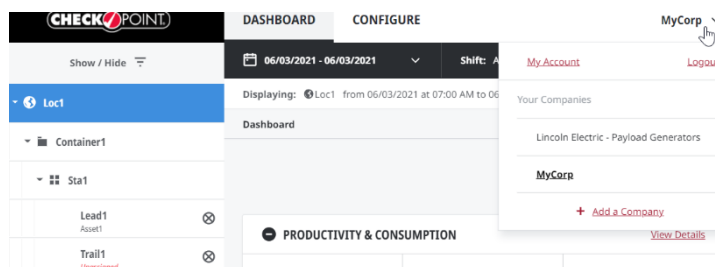 CHECK POINT.
DASHBOARD CONFIGURE
MyCorp
Show / Hide
06/03/2021 - 06/03/2021
Shift: A
My Account
Logou
Displaying: Loc1 from 06/03/2021 at 07:00 AM to 06
Your Companies
Loc1
Dashboard
Lincoln Electric - Payload Generators
Container1
MyCorp
Sta1
+ Add a Company
Lead1
Asset1
PRODUCTIVITY & CONSUMPTION
View Details
Trail1